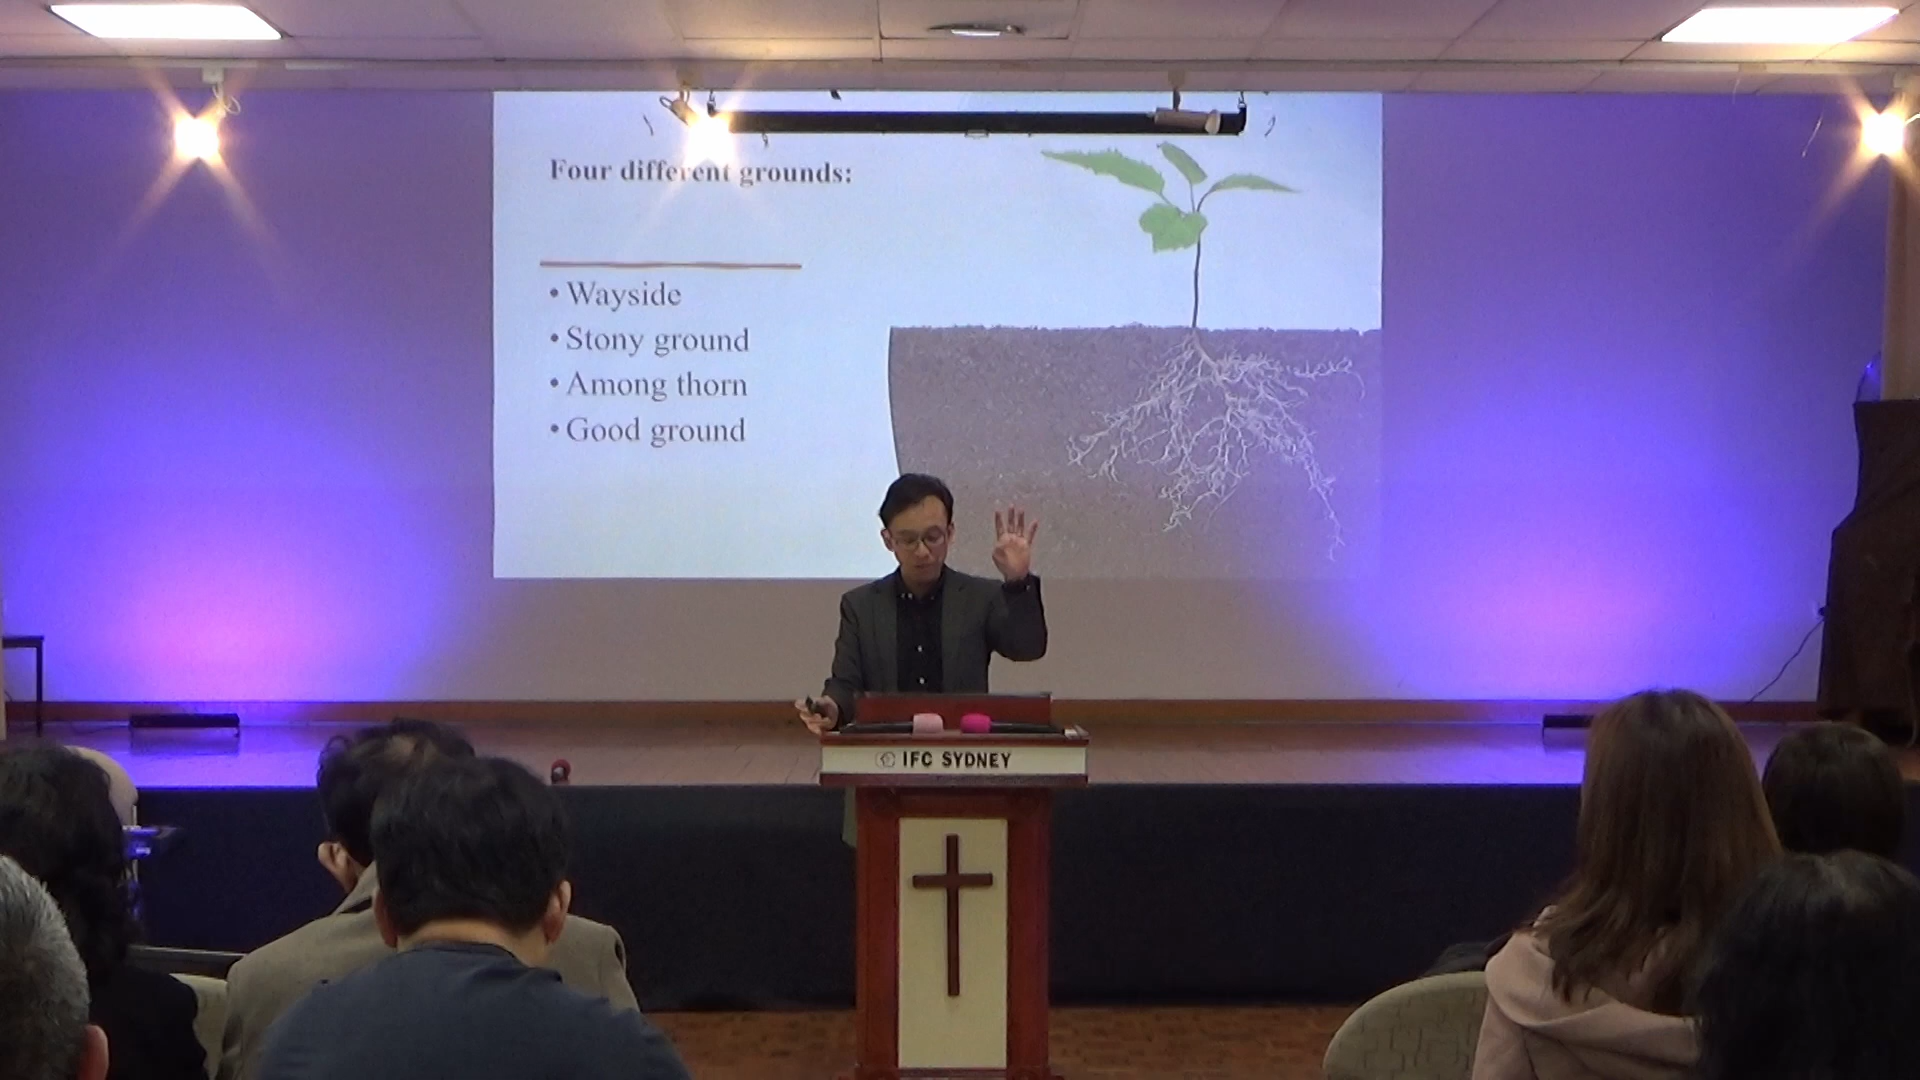 Four different grounds:
• Wayside
• Stony ground
• Among thorn
• Good ground
IFC SYDNEY